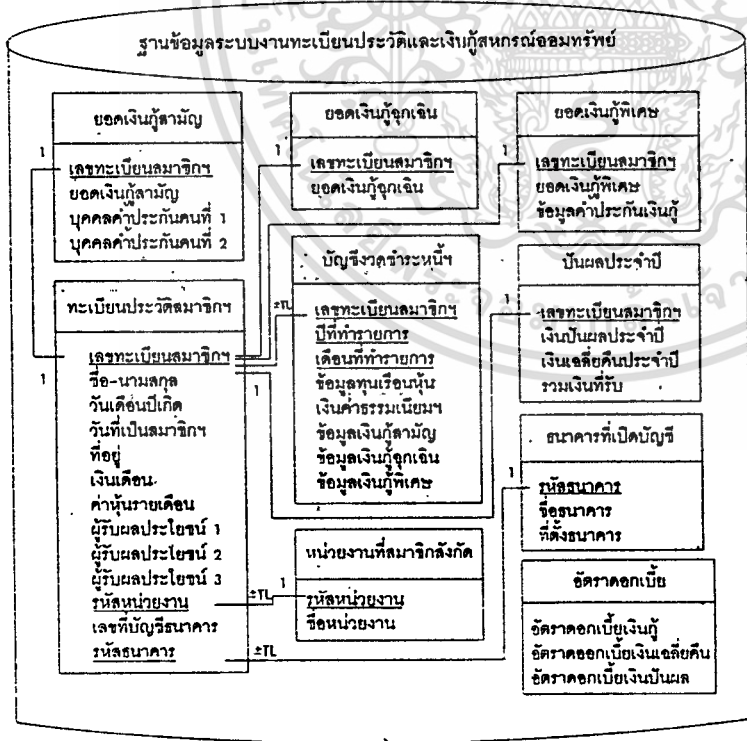 ฐานข้อมูลระบบงานทะเบียนประวัติและเงินกู้สหกรณ์ออมทรัพย์
ยอดเงินกู้สามัญ
1
เลขทะเบียนสมาชิกฯ
ยอดเงินกู้สามัญ
บุคคลค้ำประกันคนที่ 1
บุคคลค้ำประกันคนที่ 2
ยอดเงินกู้ฉุกเฉิน
1
เลขทะเบียนสมาชิกฯ
ยอดเงินกู้ฉุกเฉิน
ยอดเงินกู้พิเศษ
1
เลขทะเบียนสมาชิกฯ
ยอดเงินกู้พิเศษ
ข้อมูลค้ำประกันเงินกู้
ทะเบียนประวัติสมาชิกฯ
1
เลขทะเบียนสมาชิกฯ
1
ชื่อ-นามสกุล
วันเดือนปีเกิด
วันที่เป็นสมาชิกฯ
ที่อยู่
เงินเดือน
ค่าหุ้นรายเดือน
ผู้รับผลประโยชน์ 1
ผู้รับผลประโยชน์ 2
ผู้รับผลประโยชน์ 3
รหัสหน่วยงาน
±TL
เลขที่บัญชีธนาคาร
รหัสธนาคาร
±TL
บัญชีงวดชำระหนี้ฯ
±TL
เลขทะเบียนสมาชิกฯ
ปีที่ทำรายการ
เดือนที่ทำรายการ
ข้อมูลทุนเรือนหุ้น
เงินค่าธรรมเนียมฯ
ข้อมูลเงินกู้สามัญ
ข้อมูลเงินกู้ฉุกเฉิน
ข้อมูลเงินกู้พิเศษ
ปันผลประจำปี
1
เลขทะเบียนสมาชิกฯ
เงินปันผลประจำปี
เงินเฉลี่ยคืนประจำปี
รวมเงินที่รับ
ธนาคารที่เปิดบัญชี
1
รหัสธนาคาร
ชื่อธนาคาร
ที่ตั้งธนาคาร
หน่วยงานที่สมาชิกสังกัด
1
รหัสหน่วยงาน
ชื่อหน่วยงาน
อัตราดอกเบี้ย
อัตราดอกเบี้ยเงินกู้
อัตราดออกเบี้ยเงินเฉลี่ยคืน
อัตราดอกเบี้ยเงินปันผล